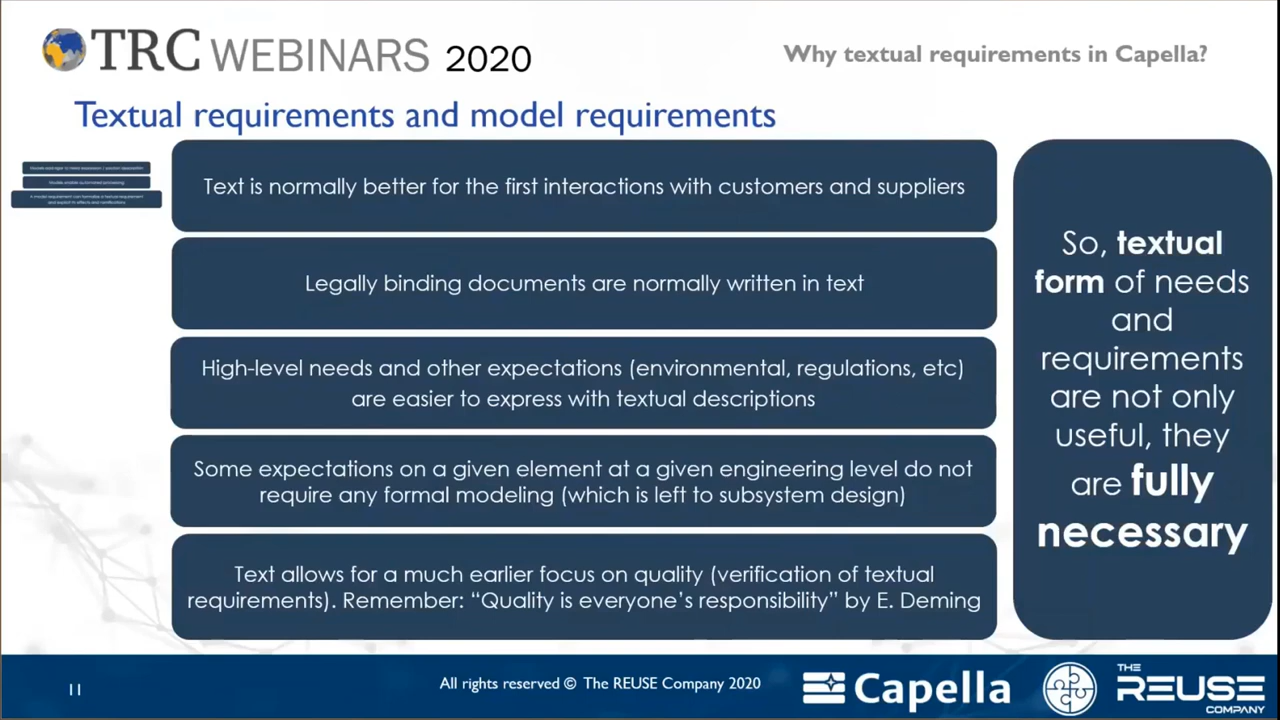 TRC WEBINARS 2020
Why textual requirements in Capella?
Textual requirements and model requirements
Text is normally better for the first interactions with customers and suppliers
Legally binding documents are normally written in text
High-level needs and other expectations (environmental, regulations, etc)
are easier to express with textual descriptions
Some expectations on a given element at a given engineering level do not
require any formal modeling (which is left to subsystem design)
Text allows for a much earlier focus on quality (verification of textual
requirements). Remember: “Quality is everyone’s responsibility” by E. Deming
So, textual
form of needs
and
requirements
are not only
useful, they
are fully
necessary
11
All rights reserved © The REUSE Company 2020
Capella
THE
REUSE
COMPANY